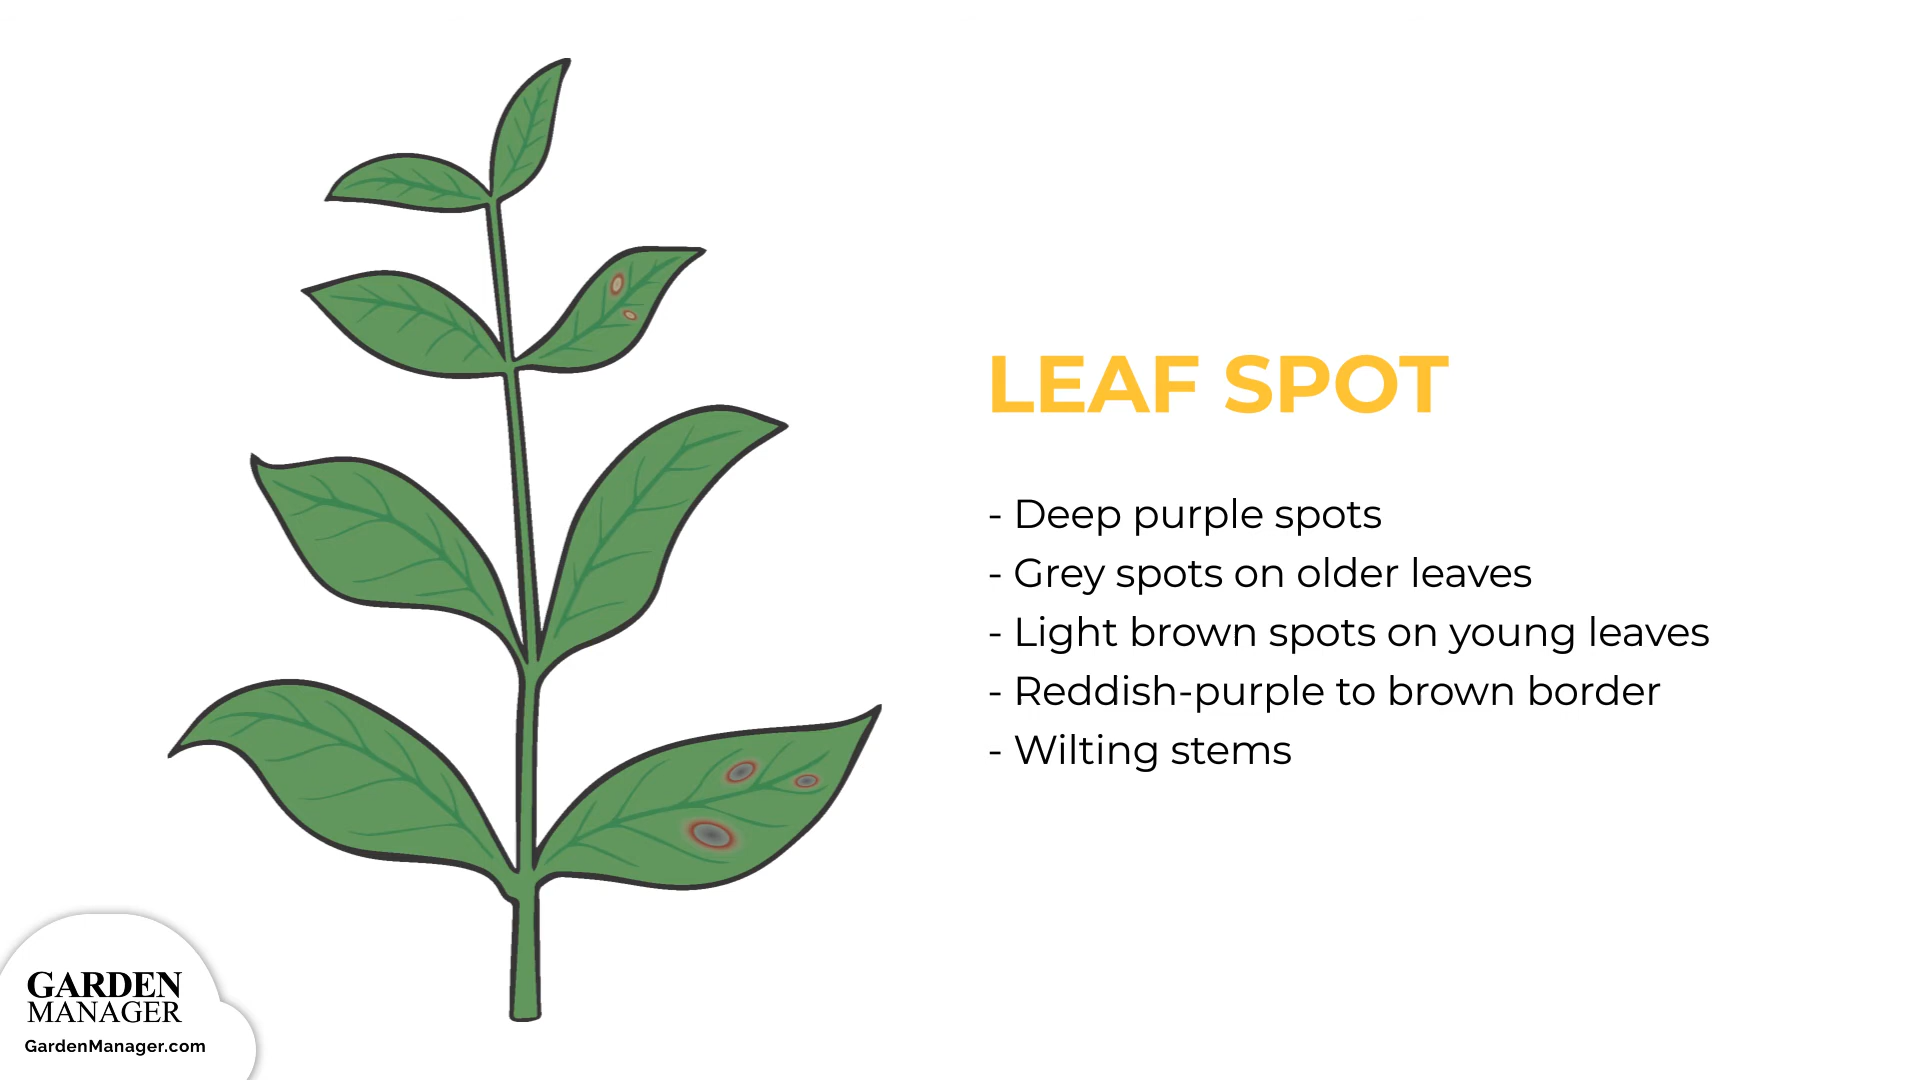 LEAF SPOT
- Deep purple spots
- Grey spots on older leaves
- Light brown spots on young leaves
- Reddish-purple to brown border
- Wilting stems
GARDEN
MANAGER
GardenManager.com